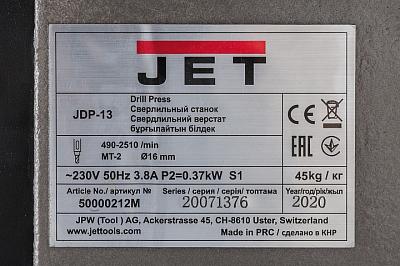 JET
JDP-13
Drill Press
Сверлильный станок
Свердлильний верстат
бұрғылайтын білдек
CE
EAC
490-2510 /min
MT-2 Ø16 mm
~230V 50Hz 3.8A P2=0.37kW S1
45kg / кг
Article No./ артикул №
50000212M
Series / серия / серія/ топтама
20071376
Year/год/рік/жыл
2020
JPW (Tool ) AG, Ackerstrasse 45, CH-8610 Uster, Switzerland
www.jettools.com
Made in PRC / сделано в КНР